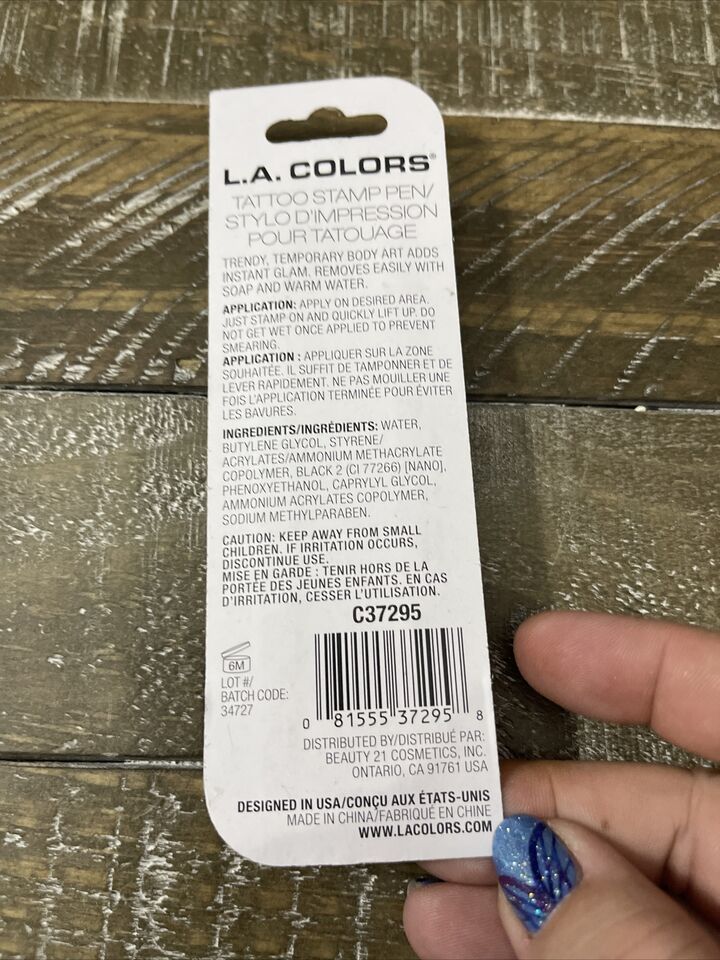 L.A. COLORS®
TATTOO STAMP PEN/
STYLO D'IMPRESSION
POUR TATOUAGE
TRENDY, TEMPORARY BODY ART ADDS
INSTANT GLAM. REMOVES EASILY WITH
SOAP AND WARM WATER.
APPLICATION: APPLY ON DESIRED AREA.
JUST STAMP ON AND QUICKLY LIFT UP. DO
NOT GET WET ONCE APPLIED TO PREVENT
SMEARING.
APPLICATION : APPLIQUER SUR LA ZONE
SOUHAITÉE. IL SUFFIT DE TAMPONNER ET DE
LEVER RAPIDEMENT. NE PAS MOUILLER UNE
FOIS L'APPLICATION TERMINÉE POUR ÉVITER
LES BAVURES.
INGREDIENTS/INGRÉDIENTS: WATER,
BUTYLENE GLYCOL, STYRENE/
ACRYLATES/AMMONIUM METHACRYLATE
COPOLYMER, BLACK 2 (CI 77266) [NANO],
PHENOXYETHANOL, CAPRYLYL GLYCOL,
AMMONIUM ACRYLATES COPOLYMER,
SODIUM METHYLPARABEN.
CAUTION: KEEP AWAY FROM SMALL
CHILDREN. IF IRRITATION OCCURS,
DISCONTINUE USE.
MISE EN GARDE : TENIR HORS DE LA
PORTÉE DES JEUNES ENFANTS. EN CAS
D'IRRITATION, CESSER L'UTILISATION.
C37295
6M
LOT #/
BATCH CODE:
34727
0 81555 37295 8
DISTRIBUTED BY/DISTRIBUÉ PAR:
BEAUTY 21 COSMETICS, INC.
ONTARIO, CA 91761 USA
DESIGNED IN USA/CONÇU AUX ÉTATS-UNIS
MADE IN CHINA/FABRIQUÉ EN CHINE
WWW.LACOLORS.COM